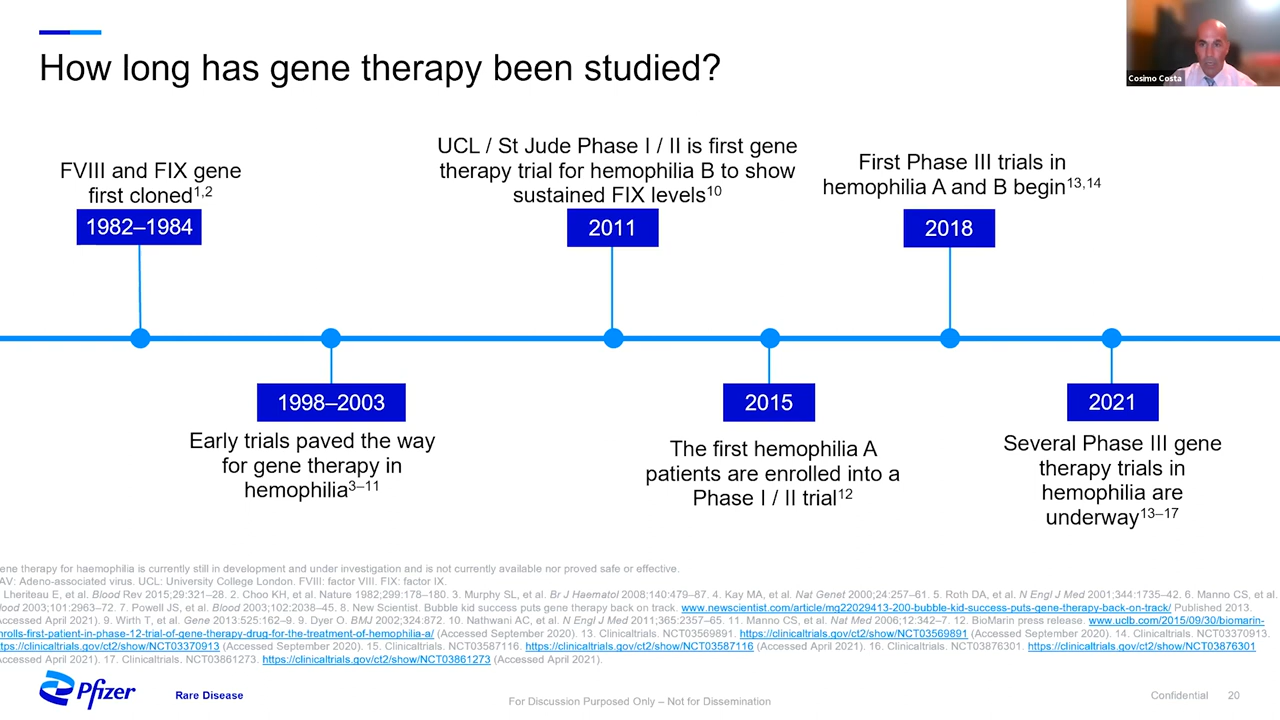 How long has gene therapy been studied?
Cosimo Costa
FVIII and FIX gene
first cloned1,2
1982–1984
UCL / St Jude Phase I / II is first gene
therapy trial for hemophilia B to show
sustained FIX levels10
2011
First Phase III trials in
hemophilia A and B begin13,14
2018
1998–2003
Early trials paved the way
for gene therapy in
hemophilia3–11
2015
The first hemophilia A
patients are enrolled into a
Phase I / II trial12
2021
Several Phase III gene
therapy trials in
hemophilia are
underway13–17
ene therapy for haemophilia is currently still in development and under investigation and is not currently available nor proved safe or effective.
AV: Adeno-associated virus. UCL: University College London. FVIII: factor VIII. FIX: factor IX.
Lheriteau E, et al. Blood Rev 2015;29:321–28. 2. Choo KH, et al. Nature 1982;299:178–180. 3. Murphy SL, et al. Br J Haematol 2008;140:479–87. 4. Kay MA, et al. Nat Genet 2000;24:257–61. 5. Roth DA, et al. N Engl J Med 2001;344:1735–42. 6. Manno CS, et al.
lood 2003;101:2963–72. 7. Powell JS, et al. Blood 2003;102:2038–45. 8. New Scientist. Bubble kid success puts gene therapy back on track. www.newscientist.com/article/mg22029413-200-bubble-kid-success-puts-gene-therapy-back-on-track/ Published 2013.
Accessed April 2021). 9. Wirth T, et al. Gene 2013:525:162–9. 9. Dyer O. BMJ 2002;324:872. 10. Nathwani AC, et al. N Engl J Med 2011;365:2357–65. 11. Manno CS, et al. Nat Med 2006;12:342–7. 12. BioMarin press release. www.uclb.com/2015/09/30/biomarin-
nrolls-first-patient-in-phase-12-trial-of-gene-therapy-drug-for-the-treatment-of-hemophilia-a/ (Accessed September 2020). 13. Clinicaltrials. NCT03569891. https://clinicaltrials.gov/ct2/show/NCT03569891 (Accessed September 2020). 14. Clinicaltrials. NCT03370913.
ttps://clinicaltrials.gov/ct2/show/NCT03370913 (Accessed September 2020). 15. Clinicaltrials. NCT03587116. https://clinicaltrials.gov/ct2/show/NCT03587116 (Accessed April 2021). 16. Clinicaltrials. NCT03876301. https://clinicaltrials.gov/ct2/show/NCT03876301
Accessed April 2021). 17. Clinicaltrials. NCT03861273. https://clinicaltrials.gov/ct2/show/NCT03861273 (Accessed April 2021).
Pfizer
Rare Disease
For Discussion Purposed Only – Not for Dissemination
Confidential
20